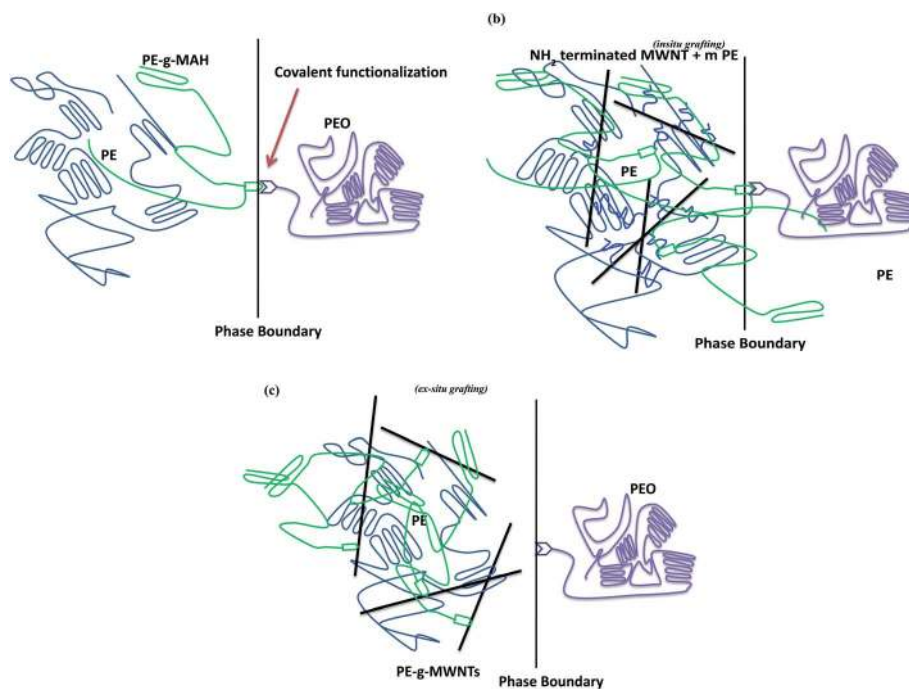 PE-g-MAH
Covalent functionalization
PEO
PE
Phase Boundary
(b)
(insitu grafting)
NH2 terminated MWNT + m PE
PE
PE
Phase Boundary
(c)
(ex-situ grafting)
PEO
PE
PE-g-MWNTs
Phase Boundary